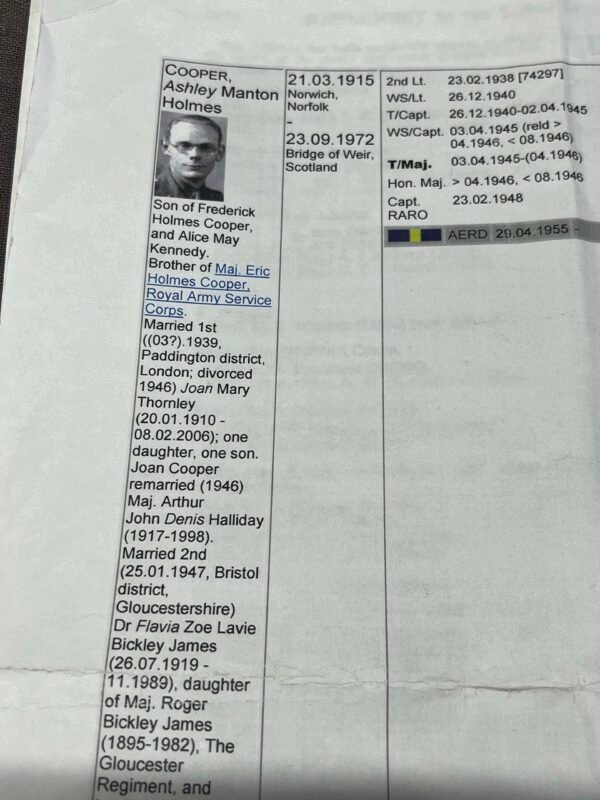 COOPER,
Ashley Manton
Holmes
Son of Frederick
Holmes Cooper,
and Alice May
Kennedy.
Brother of Maj. Eric
Holmes Cooper,
Royal Army Service
Corps.
Married 1st
((03?).1939,
Paddington district,
London; divorced
1946) Joan Mary
Thornley
(20.01.1910 -
08.02.2006); one
daughter, one son.
Joan Cooper
remarried (1946)
Maj. Arthur
John Denis Halliday
(1917-1998).
Married 2nd
(25.01.1947, Bristol
district,
Gloucestershire)
Dr Flavia Zoe Lavie
Bickley James
(26.07.1919 -
11.1989), daughter
of Maj. Roger
Bickley James
(1895-1982), The
Gloucester
Regiment, and
21.03.1915
Norwich,
Norfolk
-
23.09.1972
Bridge of Weir,
Scotland
2nd Lt. 23.02.1938 [74297]
WS/Lt. 26.12.1940
T/Capt. 26.12.1940-02.04.1945
WS/Capt. 03.04.1945 (reld >
04.1946, < 08.1946)
T/Maj. 03.04.1945-(04.1946)
Hon. Maj. > 04.1946, < 08.1946
Capt. 23.02.1948
RARO
AERD 29.04.1955 -